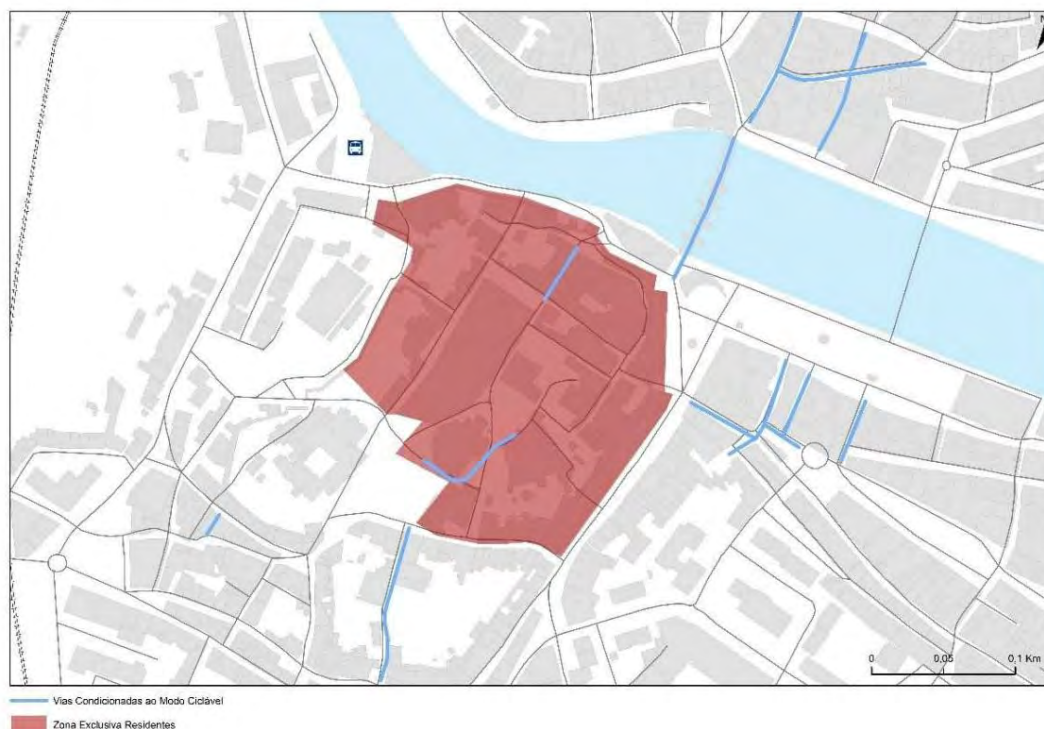 N
0 0,05 0,1 Km
Vias Condicionadas ao Modo Ciclável
Zona Exclusiva Residentes